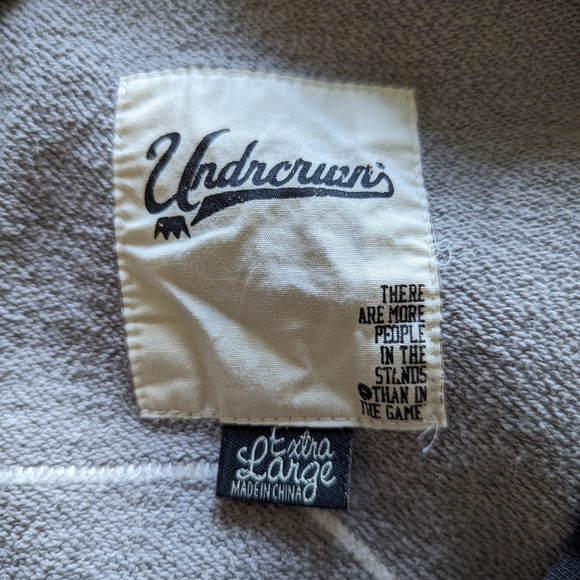 Undrcrwn
THERE
ARE MORE
PEOPLE
IN THE
STANDS
THAN IN
THE GAME
Extra
Large
MADE IN CHINA